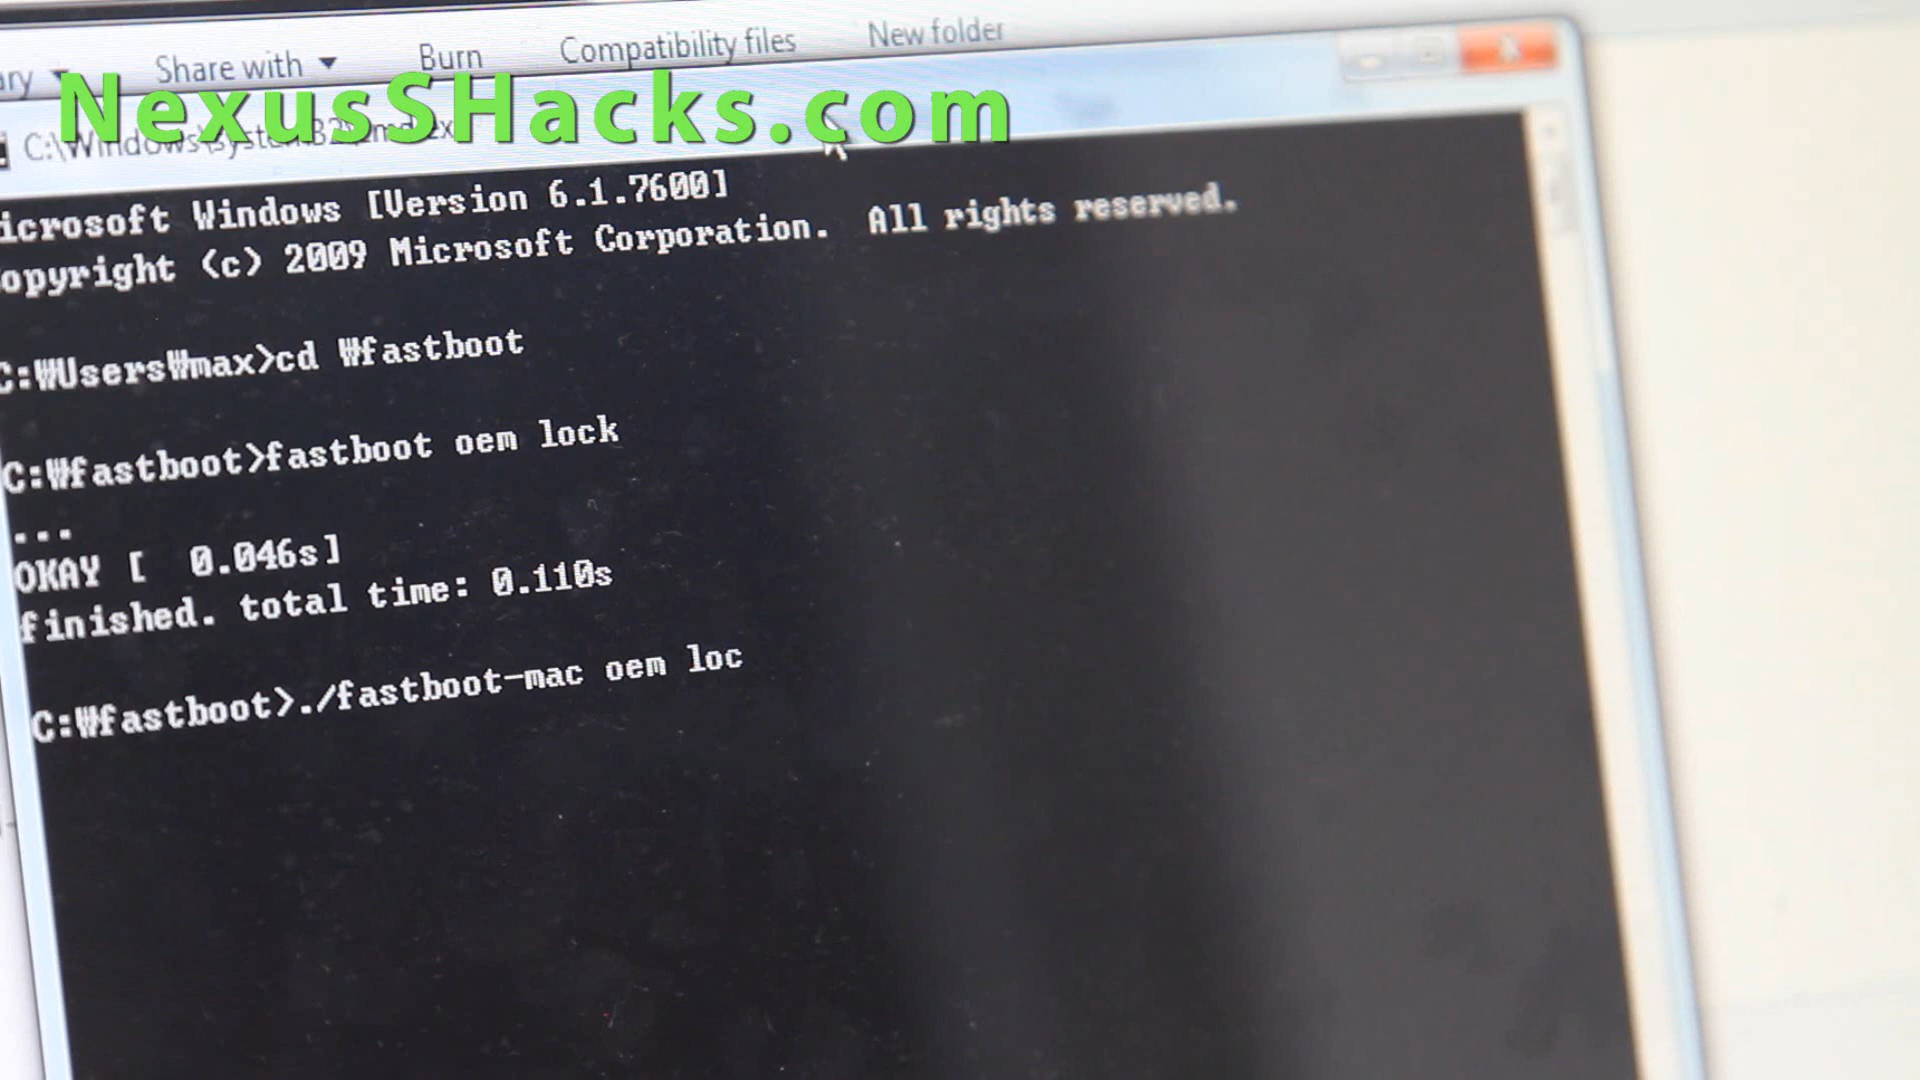 Share with Burn Compatibility files New folder
NexusSHacks.com
icrosoft Windows [Version 6.1.7600]
opyright (c) 2009 Microsoft Corporation. All rights reserved.
C:₩Users₩max>cd ₩fastboot
C:₩fastboot>fastboot oem lock
...
OKAY [ 0.046s]
finished. total time: 0.110s
C:₩fastboot>./fastboot-mac oem loc